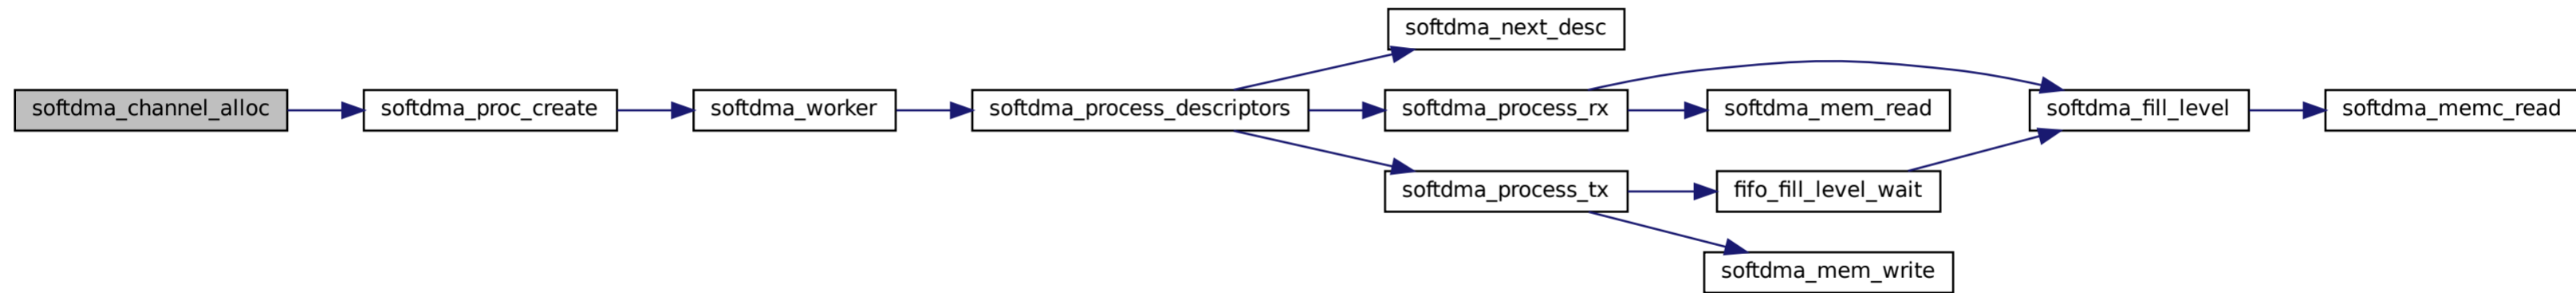 softdma_next_desc
softdma_channel_alloc
softdma_proc_create
softdma_worker
softdma_process_descriptors
softdma_process_rx
softdma_mem_read
softdma_fill_level
softdma_memc_read
softdma_process_tx
fifo_fill_level_wait
softdma_mem_write